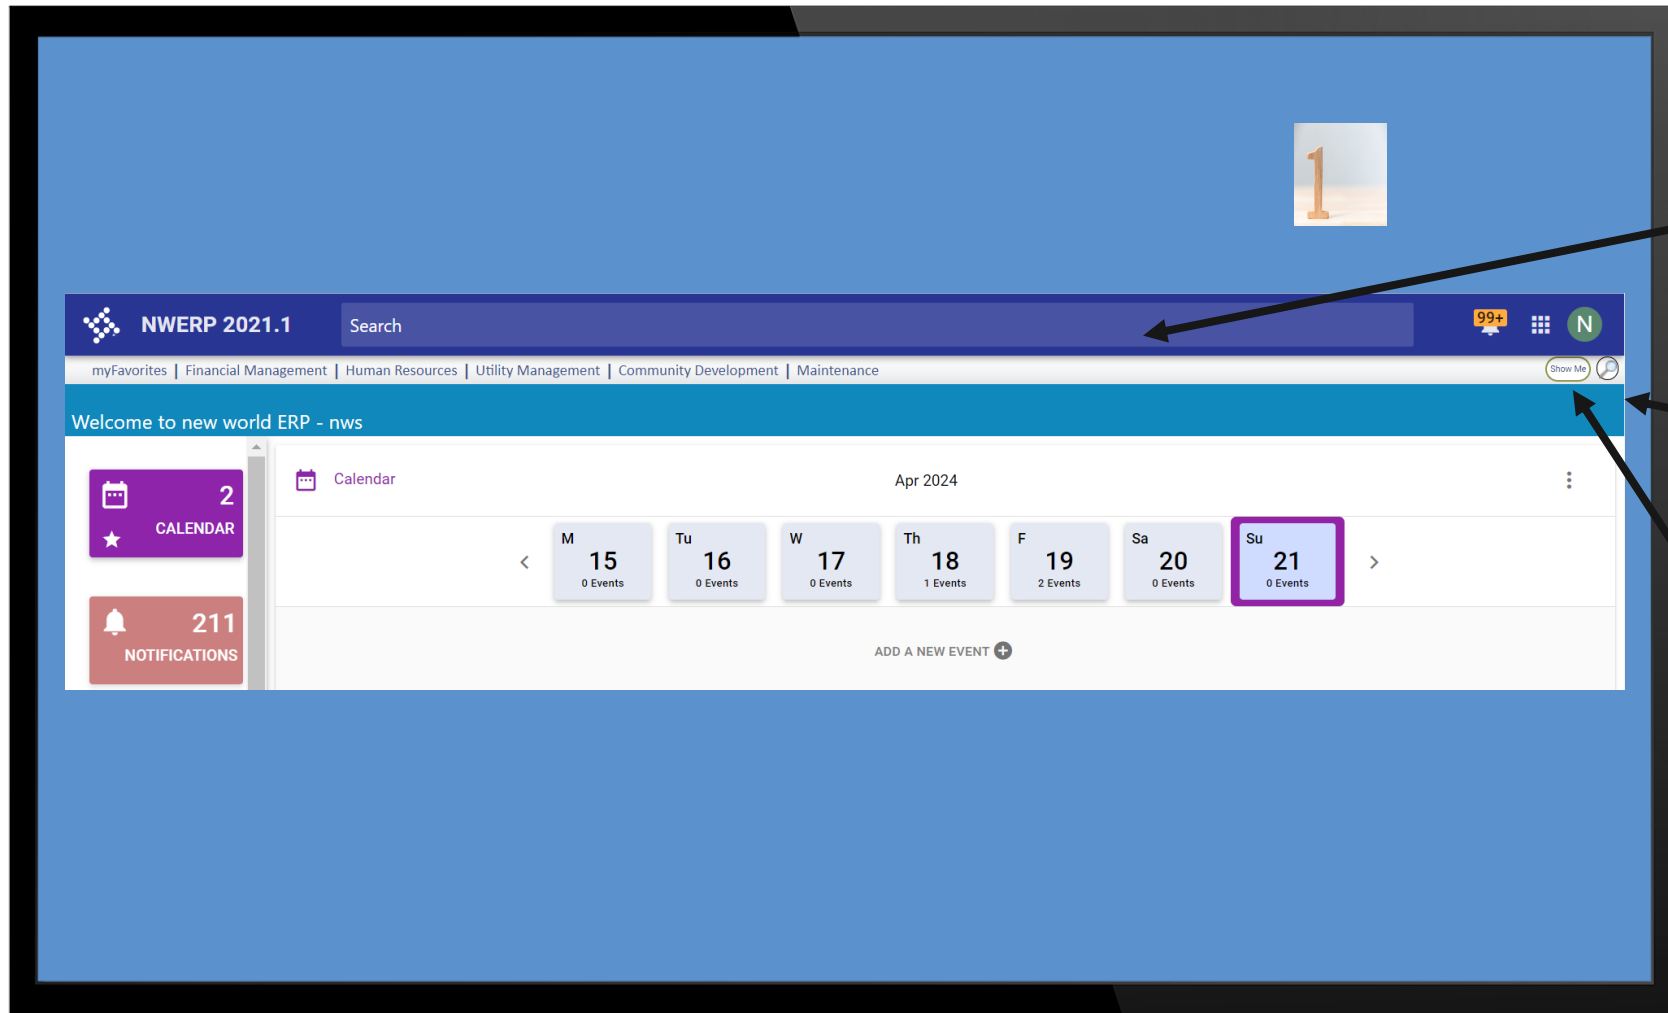 1
NWERP 2021.1
Search
99+
N
myFavorites | Financial Management | Human Resources | Utility Management | Community Development | Maintenance
Show Me
Welcome to new world ERP - nws
2
CALENDAR
211
NOTIFICATIONS
Calendar
Apr 2024
M
15
0 Events
Tu
16
0 Events
W
17
0 Events
Th
18
1 Events
F
19
2 Events
Sa
20
0 Events
Su
21
0 Events
ADD A NEW EVENT